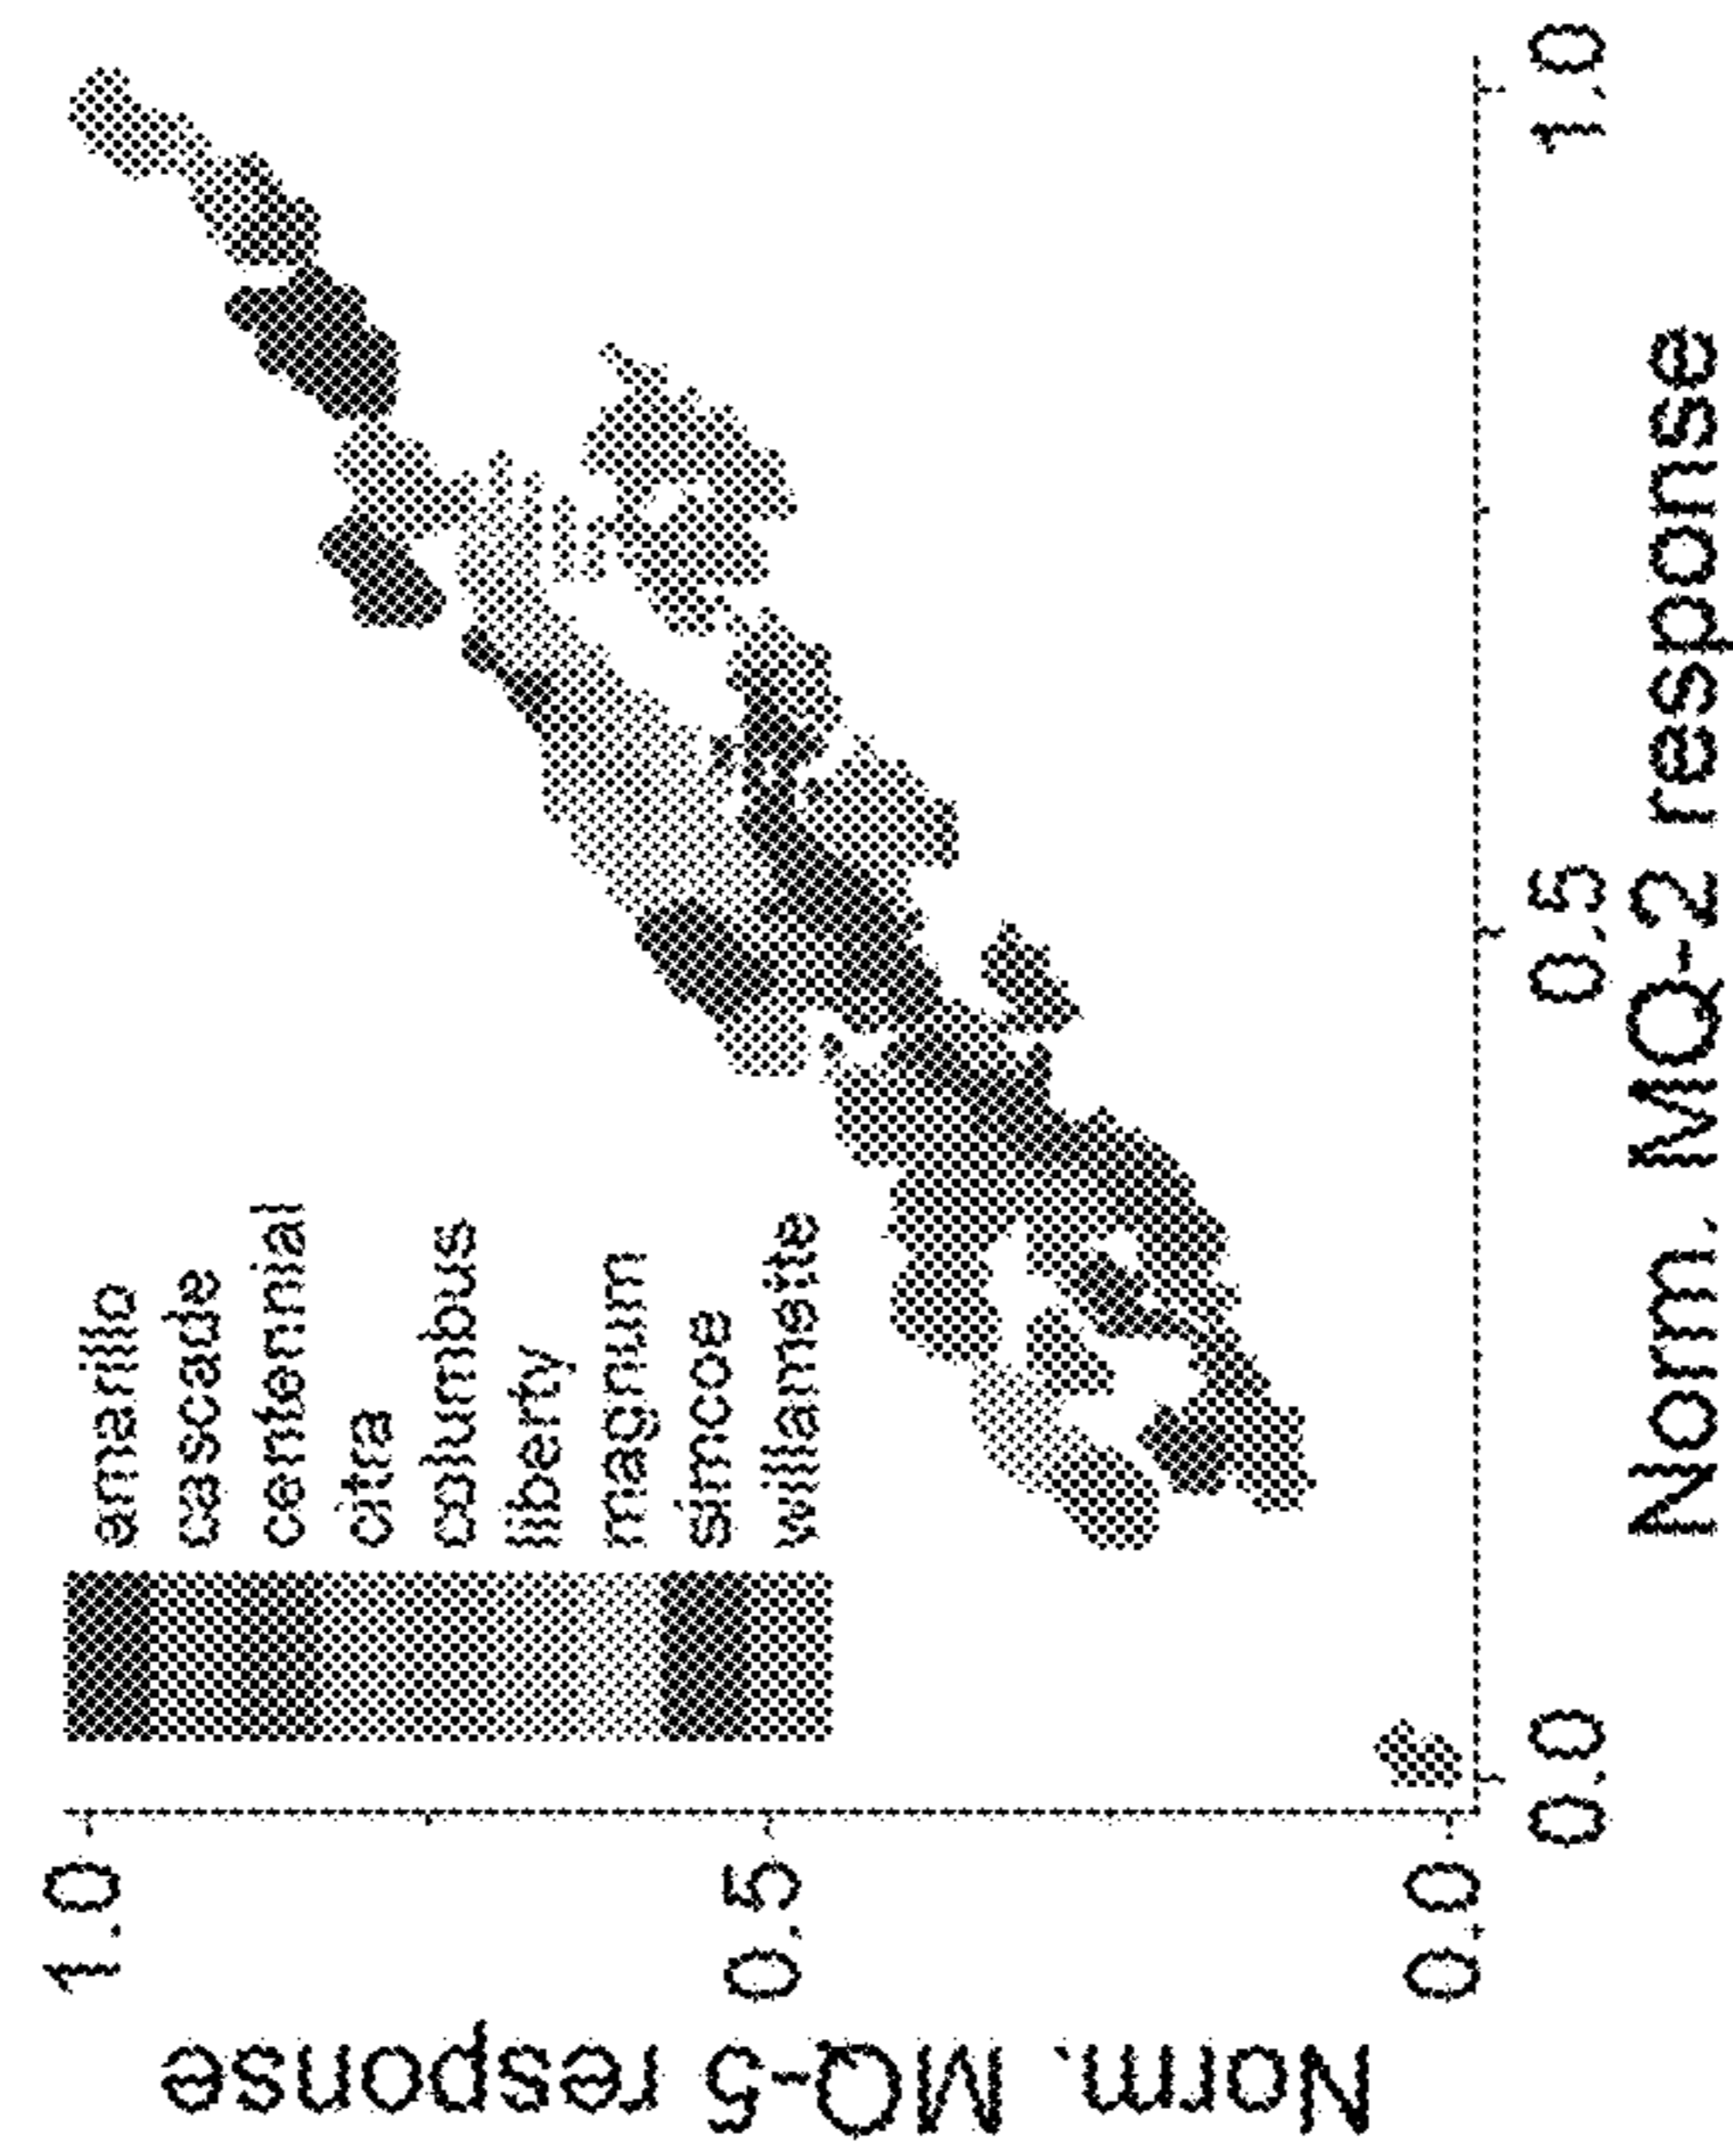 Norm. MQ-5 response
1.0
0.5
0.0
amarillo
cascade
centennial
citra
columbus
liberty
magnum
simcoe
willamette
0.0
0.5
1.0
Norm. MQ-2 response